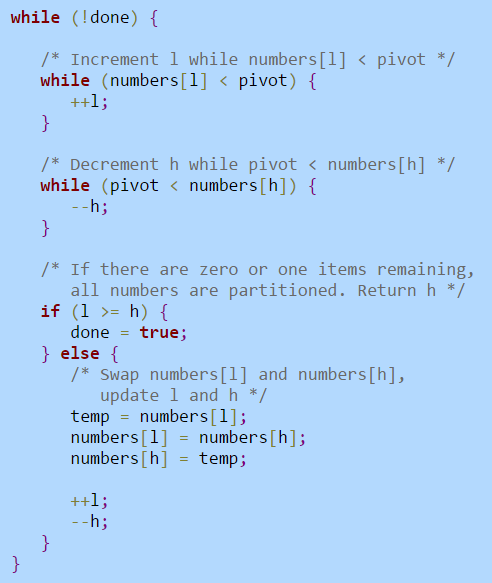 while (!done) {
/* Increment l while numbers[l] < pivot */
while (numbers[l] < pivot) {
++l;
}
/* Decrement h while pivot < numbers[h] */
while (pivot < numbers[h]) {
--h;
}
/* If there are zero or one items remaining,
all numbers are partitioned. Return h */
if (l >= h) {
done = true;
} else {
/* Swap numbers[l] and numbers[h],
update l and h */
temp = numbers[l];
numbers[l] = numbers[h];
numbers[h] = temp;
++l;
--h;
}
}